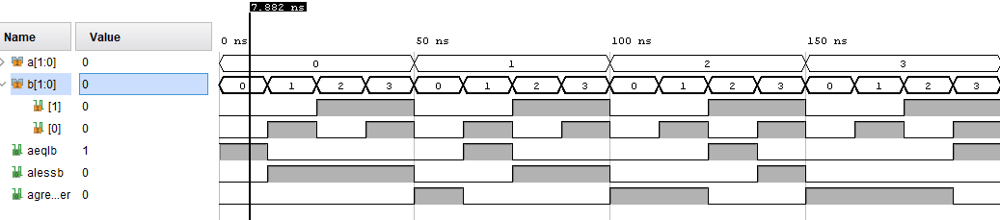 7.882 ns
Name Value
0 ns 50 ns 100 ns 150 ns
a[1:0] 0 0 1 2 3
b[1:0] 0 0 1 2 3 0 1 2 3 0 1 2 3 0 1 2 3
[1] 0
[0] 0
aeqlb 1
alessb 0
agre...er 0